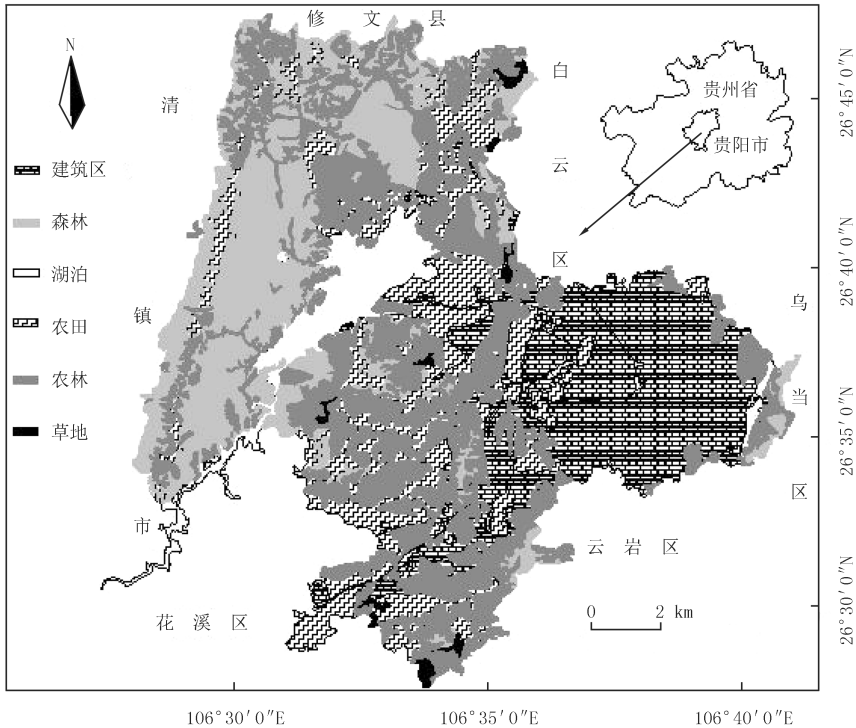 修文县
N
清
镇
市
白
云
区
26°45′0″N
贵州省
贵阳市
建筑区
森林
湖泊
农田
农林
草地
26°40′0″N
乌
当
区
26°35′0″N
云岩区
花溪区
0 2 km
26°30′0″N
106°30′0″E 106°35′0″E 106°40′0″E